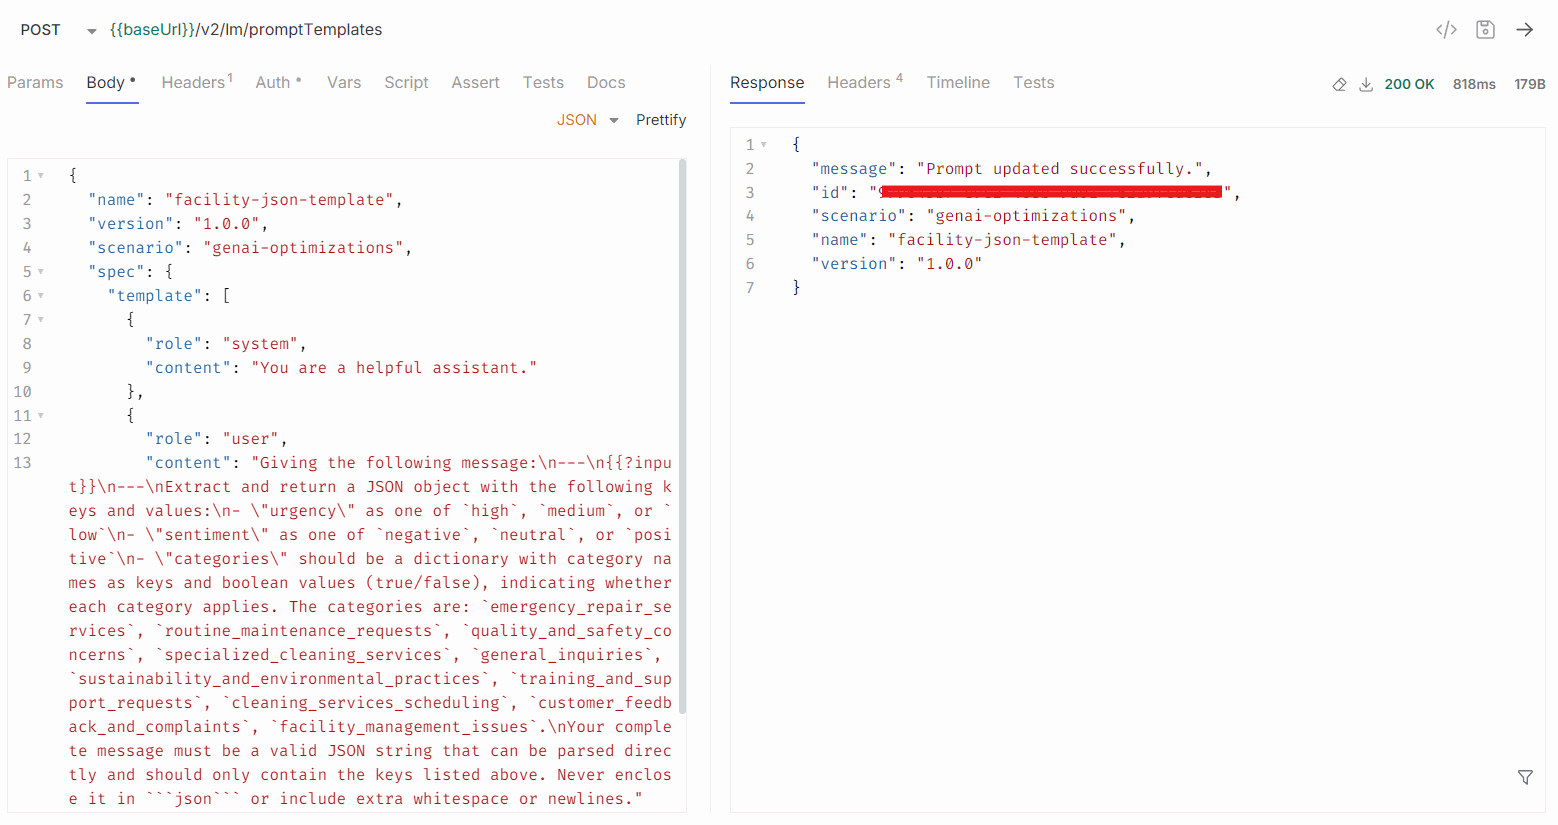 POST {{baseUrl}}/v2/lm/promptTemplates
Params Body Headers 1 Auth Vars Script Assert Tests Docs
JSON Prettify
1 {
2 "name": "facility-json-template",
3 "version": "1.0.0",
4 "scenario": "genai-optimizations",
5 "spec": {
6 "template": [
7 {
8 "role": "system",
9 "content": "You are a helpful assistant."
10 },
11 {
12 "role": "user",
13 "content": "Giving the following message:\n---\n{{?inpu
t}}\n---\nExtract and return a JSON object with the following k
eys and values:\n- \"urgency\" as one of `high`, `medium`, or `
low`\n- \"sentiment\" as one of `negative`, `neutral`, or `posi
tive`\n- \"categories\" should be a dictionary with category na
mes as keys and boolean values (true/false), indicating whether
each category applies. The categories are: `emergency_repair_se
rvices`, `routine_maintenance_requests`, `quality_and_safety_co
ncerns`, `specialized_cleaning_services`, `general_inquiries`,
`sustainability_and_environmental_practices`, `training_and_sup
port_requests`, `cleaning_services_scheduling`, `customer_feedb
ack_and_complaints`, `facility_management_issues`.\nYour comple
te message must be a valid JSON string that can be parsed direc
tly and should only contain the keys listed above. Never enclos
e it in ```json``` or include extra whitespace or newlines."
Response Headers 4 Timeline Tests 200 OK 818ms 179B
1 {
2 "message": "Prompt updated successfully.",
3 "id": "",
4 "scenario": "genai-optimizations",
5 "name": "facility-json-template",
6 "version": "1.0.0"
7 }